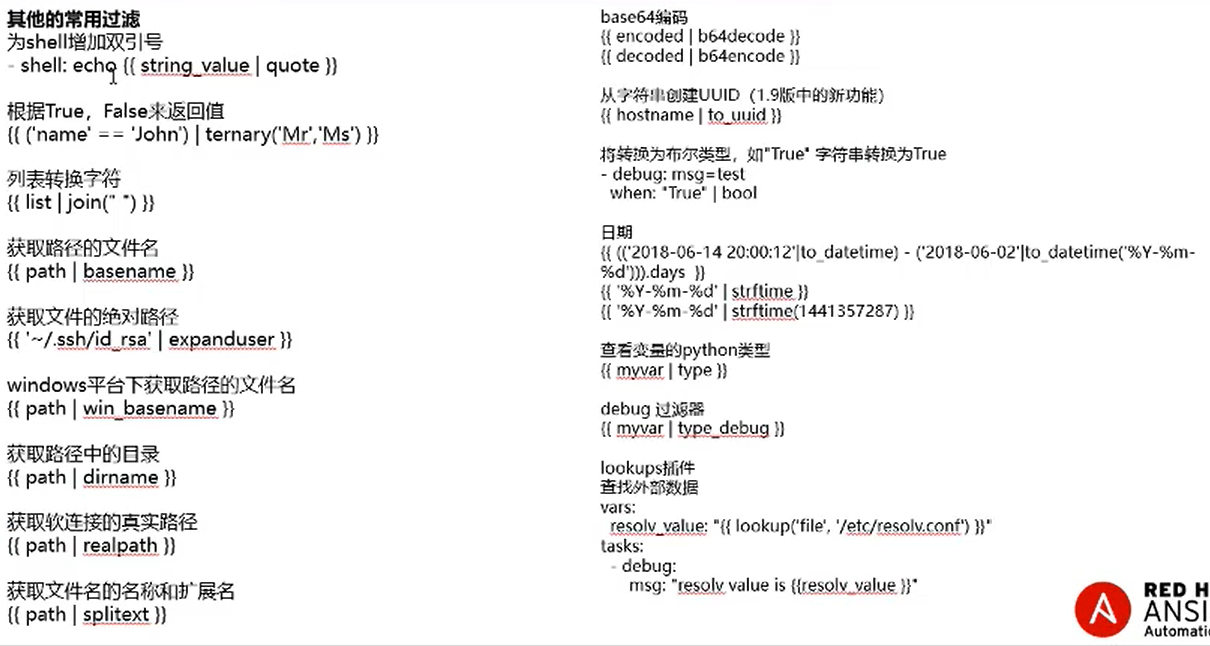 其他的常用过滤
为shell增加双引号
- shell: echo {{ string_value | quote }}
根据True，False来返回值
{{ ('name' == 'John') | ternary('Mr','Ms') }}
列表转换字符
{{ list | join(" ") }}
获取路径的文件名
{{ path | basename }}
获取文件的绝对路径
{{ '~/.ssh/id_rsa' | expanduser }}
windows平台下获取路径的文件名
{{ path | win_basename }}
获取路径中的目录
{{ path | dirname }}
获取软连接的真实路径
{{ path | realpath }}
获取文件名的名称和扩展名
{{ path | splitext }}
base64编码
{{ encoded | b64decode }}
{{ decoded | b64encode }}
从字符串创建UUID（1.9版中的新功能）
{{ hostname | to_uuid }}
将转换为布尔类型，如"True" 字符串转换为True
- debug: msg=test
when: "True" | bool
日期
{{ (('2018-06-14 20:00:12'|to_datetime) - ('2018-06-02'|to_datetime('%Y-%m-
%d'))).days }}
{{ '%Y-%m-%d' | strftime }}
{{ '%Y-%m-%d' | strftime(1441357287) }}
查看变量的python类型
{{ myvar | type }}
debug 过滤器
{{ myvar | type_debug }}
lookups插件
查找外部数据
vars:
resolv_value: "{{ lookup('file', '/etc/resolv.conf') }}"
tasks:
- debug:
msg: "resolv value is {{resolv_value }}"
RED H
ANSI
Automatic